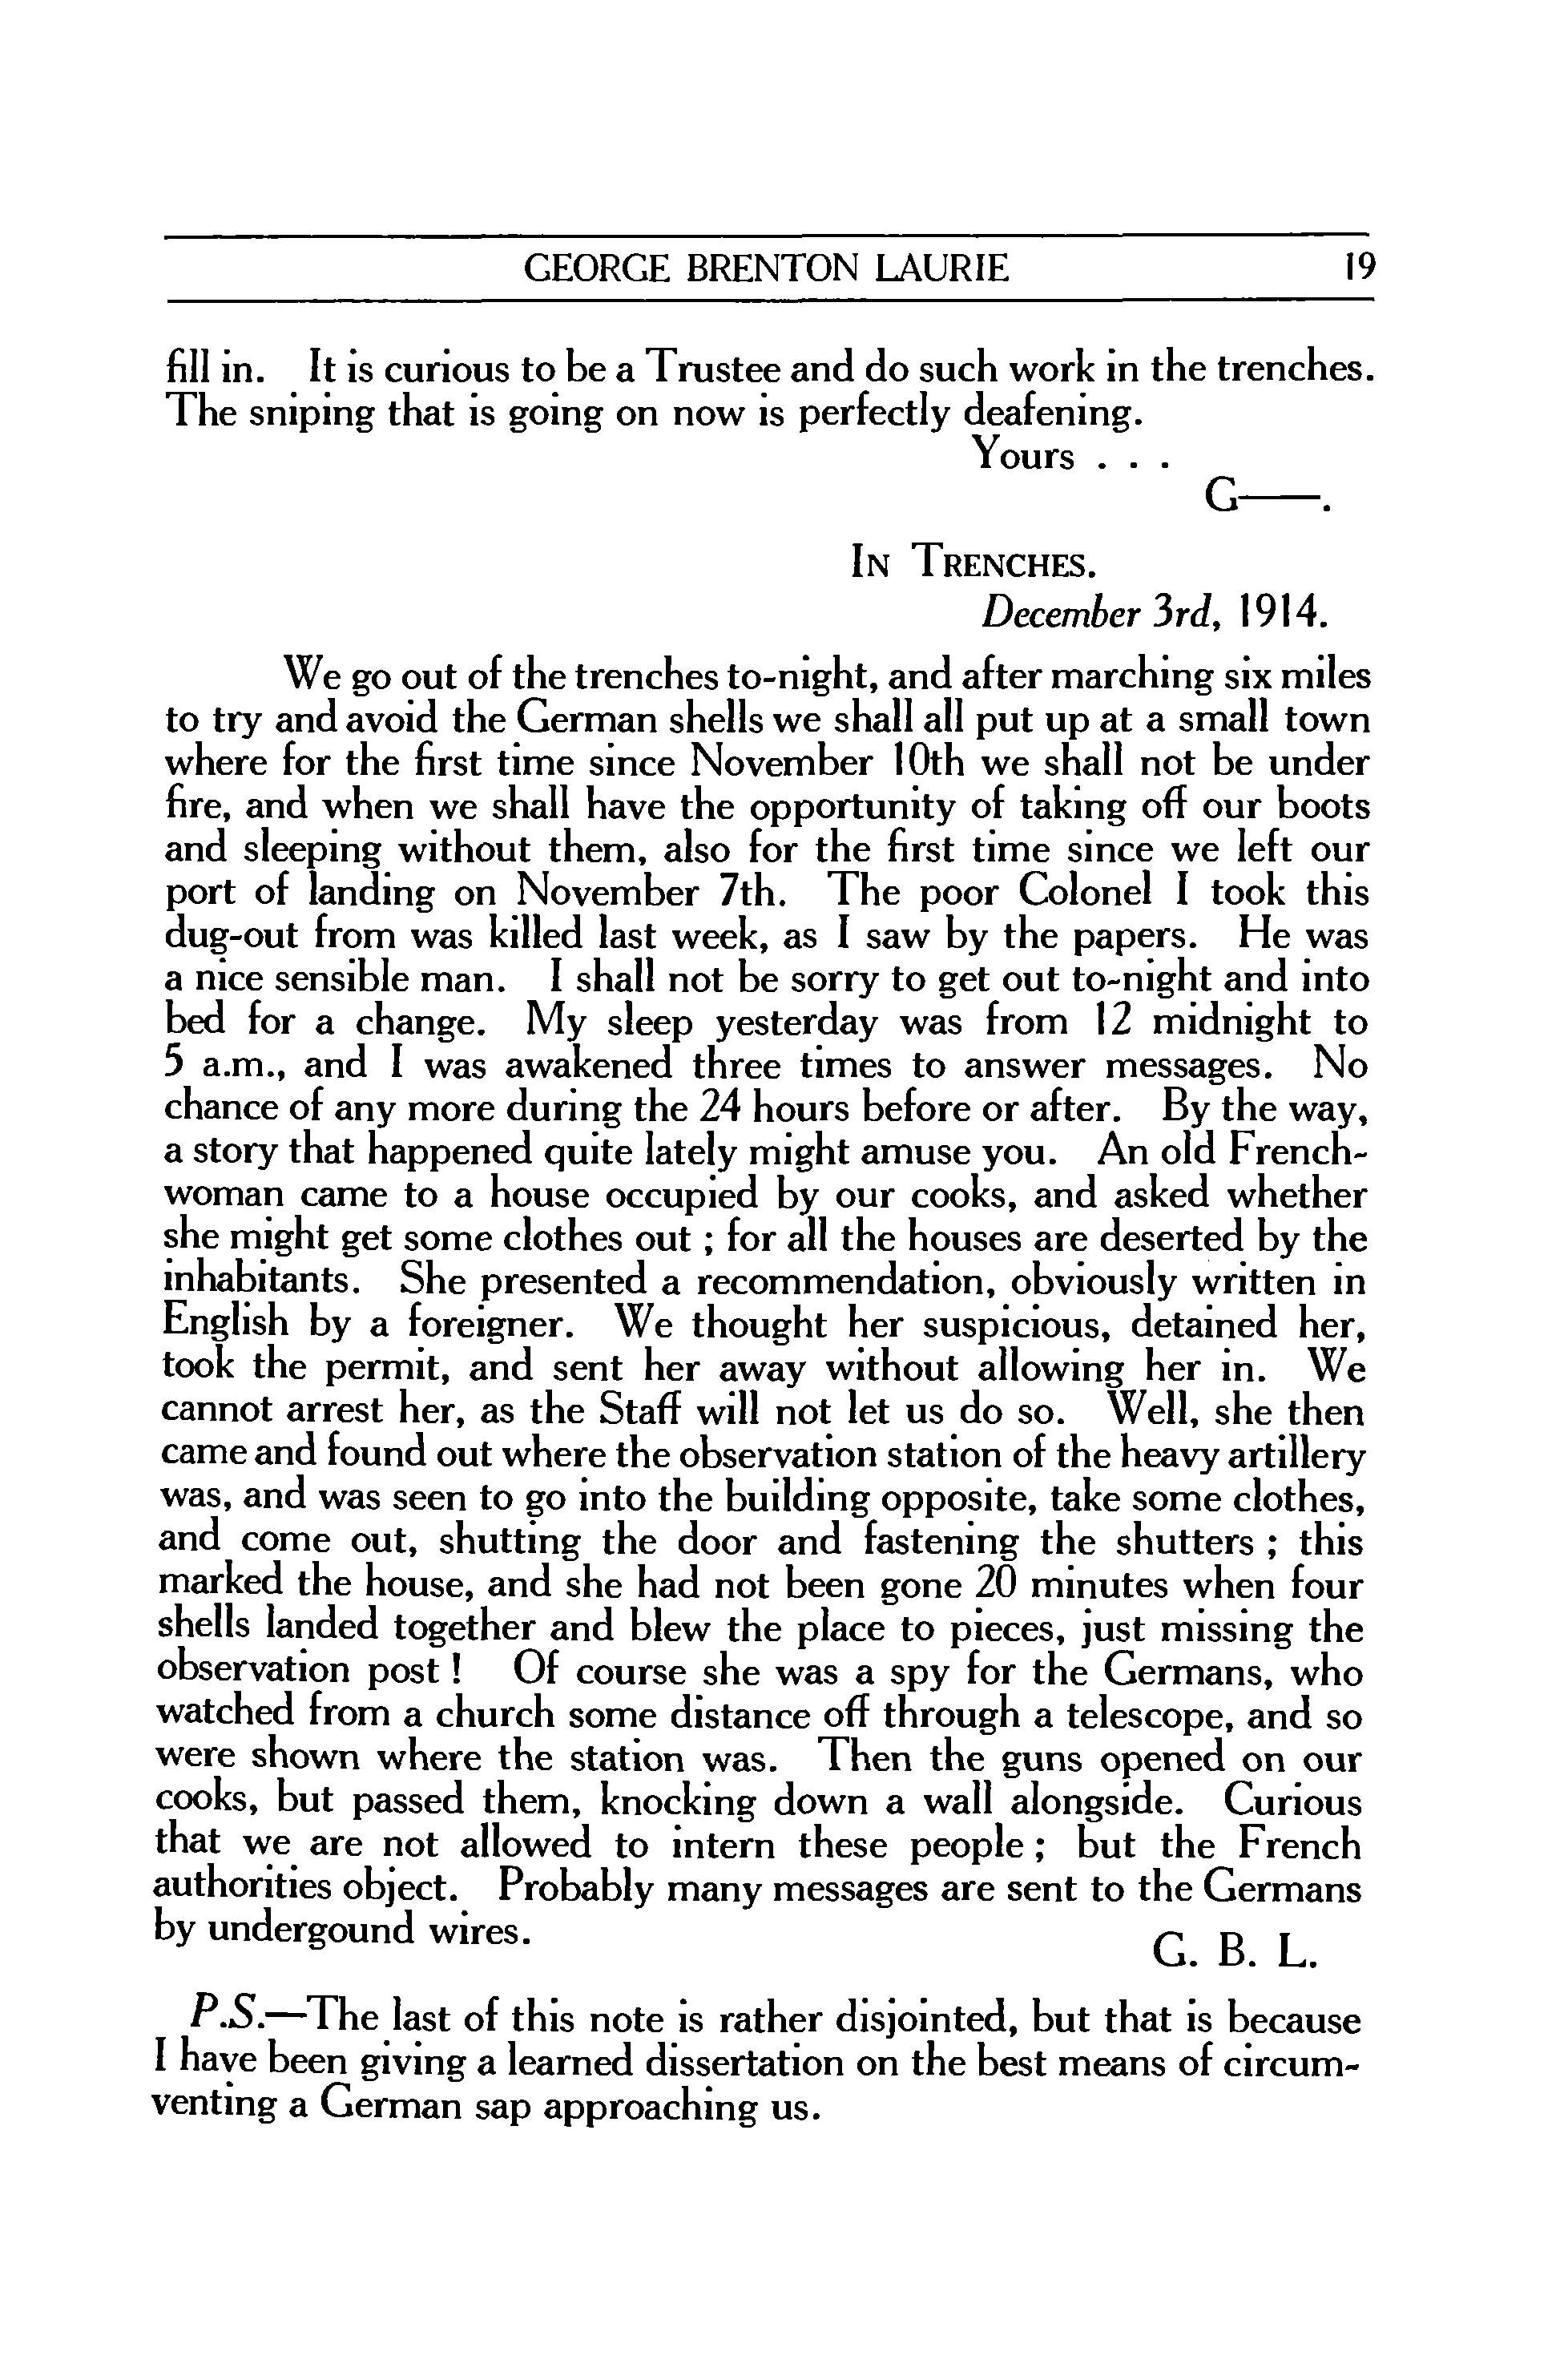 GEORGE BRENTON LAURIE 19
fill in. It is curious to be a Trustee and do such work in the trenches.
The sniping that is going on now is perfectly deafening.
Yours . . .
G——.
In Trenches.
December 3rd, 1914.
We go out of the trenches to-night, and after marching six miles
to try and avoid the German shells we shall all put up at a small town
where for the first time since November 10th we shall not be under
fire, and when we shall have the opportunity of taking off our boots
and sleeping without them, also for the first time since we left our
port of landing on November 7th. The poor Colonel I took this
dug-out from was killed last week, as I saw by the papers. He was
a nice sensible man. I shall not be sorry to get out to-night and into
bed for a change. My sleep yesterday was from 12 midnight to
5 a.m., and I was awakened three times to answer messages. No
chance of any more during the 24 hours before or after. By the way,
a story that happened quite lately might amuse you. An old French-
woman came to a house occupied by our cooks, and asked whether
she might get some clothes out ; for all the houses are deserted by the
inhabitants. She presented a recommendation, obviously written in
English by a foreigner. We thought her suspicious, detained her,
took the permit, and sent her away without allowing her in. We
cannot arrest her, as the Staff will not let us do so. Well, she then
came and found out where the observation station of the heavy artillery
was, and was seen to go into the building opposite, take some clothes,
and come out, shutting the door and fastening the shutters ; this
marked the house, and she had not been gone 20 minutes when four
shells landed together and blew the place to pieces, just missing the
observation post ! Of course she was a spy for the Germans, who
watched from a church some distance off through a telescope, and so
were shown where the station was. Then the guns opened on our
cooks, but passed them, knocking down a wall alongside. Curious
that we are not allowed to intern these people ; but the French
authorities object. Probably many messages are sent to the Germans
by undergound wires.
G. B. L.
P.S.—The last of this note is rather disjointed, but that is because
I have been giving a learned dissertation on the best means of circum-
venting a German sap approaching us.